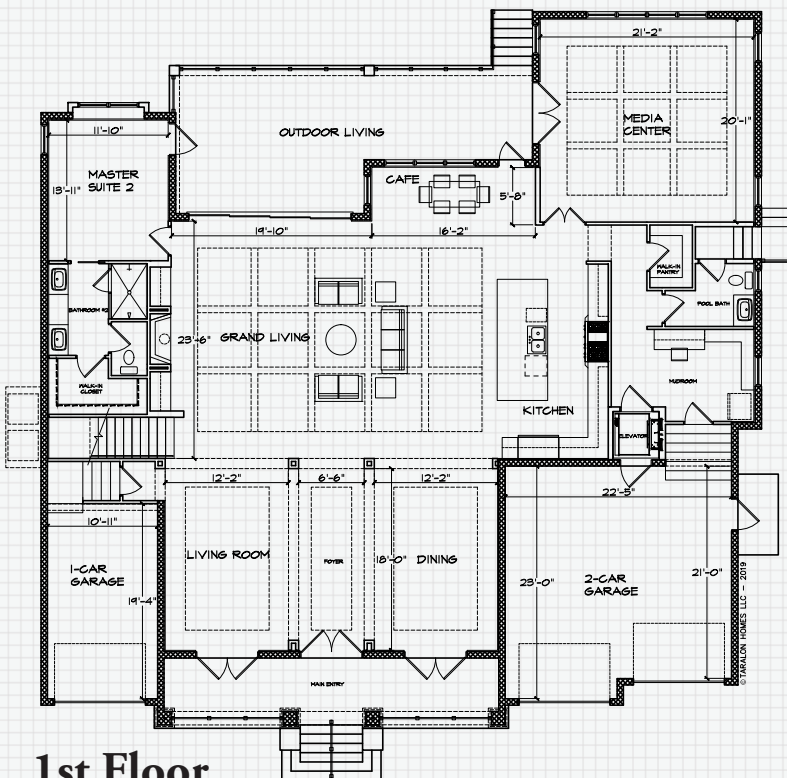 21'-2"
OUTDOOR LIVING
MEDIA
CENTER
20'-1"
11'-10"
MASTER
SUITE 2
13'-11"
CAFE
5'-8"
19'-10"
16'-2"
WALK-IN
PANTRY
BATHROOM #2
POOL BATH
23'-6"
GRAND LIVING
WALK-IN
CLOSET
MUDROOM
KITCHEN
ELEVATOR
12'-2"
6'-6"
12'-2"
22'-5"
10'-11"
LIVING ROOM
FOYER
18'-0"
DINING
1-CAR
GARAGE
19'-4"
23'-0"
2-CAR
GARAGE
21'-0"
©TARALON HOMES LLC – 2019
MAIN ENTRY
1st Floor